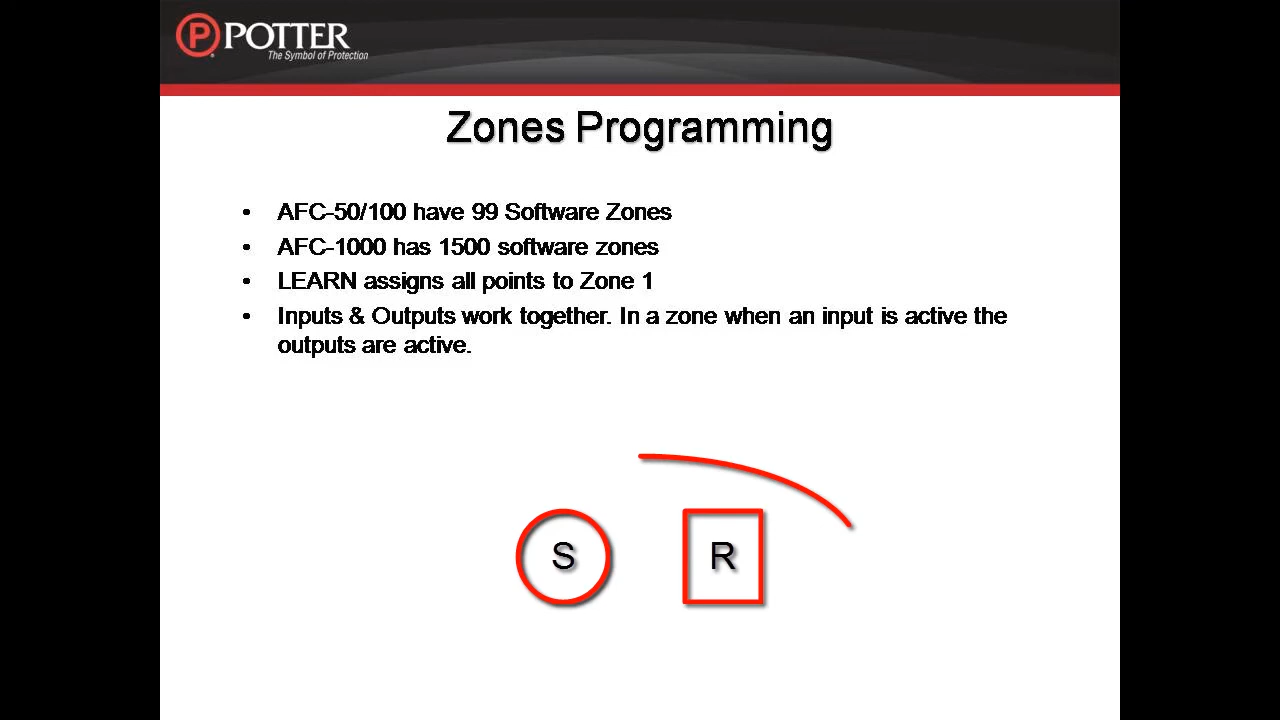 POTTER
The Symbol of Protection
Zones Programming
• AFC-50/100 have 99 Software Zones
• AFC-1000 has 1500 software zones
• LEARN assigns all points to Zone 1
• Inputs & Outputs work together. In a zone when an input is active the
outputs are active.
S R